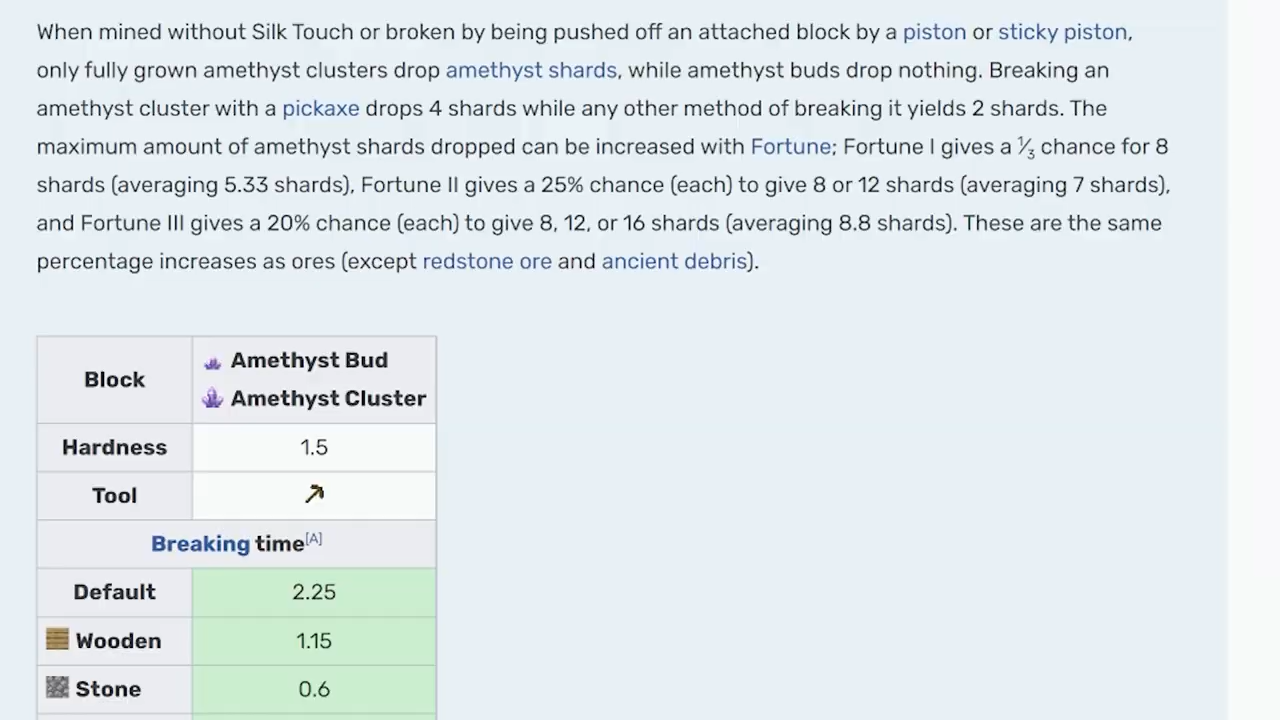 When mined without Silk Touch or broken by being pushed off an attached block by a piston or sticky piston,
only fully grown amethyst clusters drop amethyst shards, while amethyst buds drop nothing. Breaking an
amethyst cluster with a pickaxe drops 4 shards while any other method of breaking it yields 2 shards. The
maximum amount of amethyst shards dropped can be increased with Fortune; Fortune I gives a ⅓ chance for 8
shards (averaging 5.33 shards), Fortune II gives a 25% chance (each) to give 8 or 12 shards (averaging 7 shards),
and Fortune III gives a 20% chance (each) to give 8, 12, or 16 shards (averaging 8.8 shards). These are the same
percentage increases as ores (except redstone ore and ancient debris).
Block
Amethyst Bud
Amethyst Cluster
Hardness 1.5
Tool
Breaking time[A]
Default 2.25
Wooden 1.15
Stone 0.6